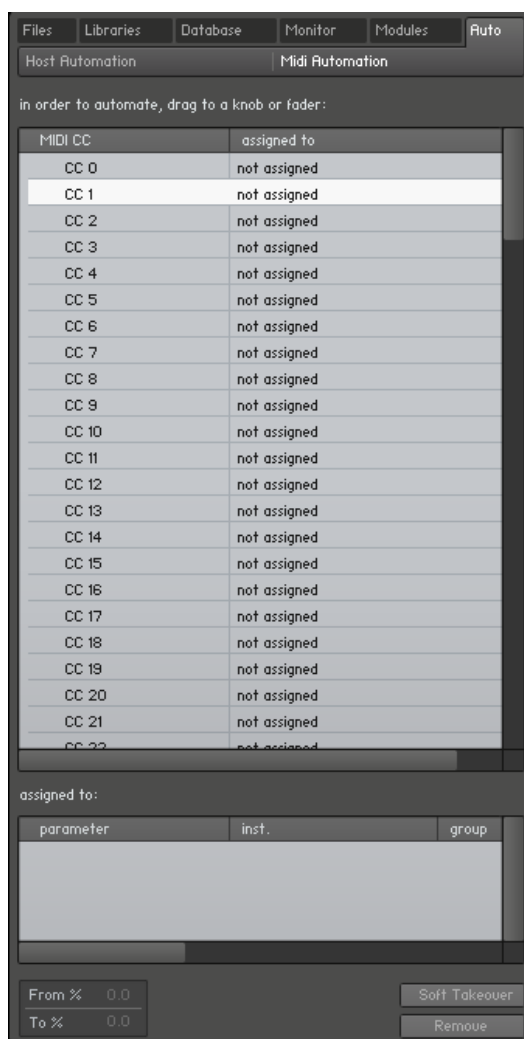 Files Libraries Database Monitor Modules Auto
Host Automation Midi Automation
in order to automate, drag to a knob or fader:
MIDI CC assigned to
CC 0 not assigned
CC 1 not assigned
CC 2 not assigned
CC 3 not assigned
CC 4 not assigned
CC 5 not assigned
CC 6 not assigned
CC 7 not assigned
CC 8 not assigned
CC 9 not assigned
CC 10 not assigned
CC 11 not assigned
CC 12 not assigned
CC 13 not assigned
CC 14 not assigned
CC 15 not assigned
CC 16 not assigned
CC 17 not assigned
CC 18 not assigned
CC 19 not assigned
CC 20 not assigned
CC 21 not assigned
CC 22 not assigned
assigned to:
parameter inst. group
From % 0.0 Soft Takeover
To % 0.0 Remove